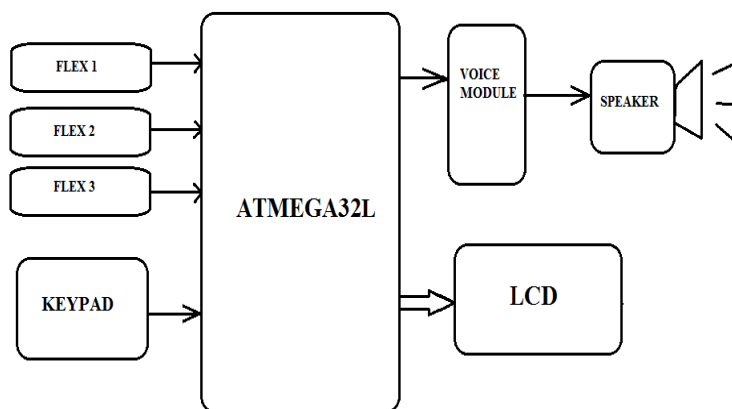 FLEX 1
FLEX 2
FLEX 3
KEYPAD
ATMEGA32L
VOICE
MODULE
SPEAKER
LCD